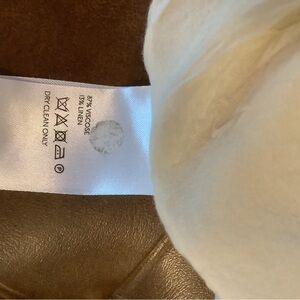 87% VISCOSE
13% LINEN
DRY CLEAN ONLY